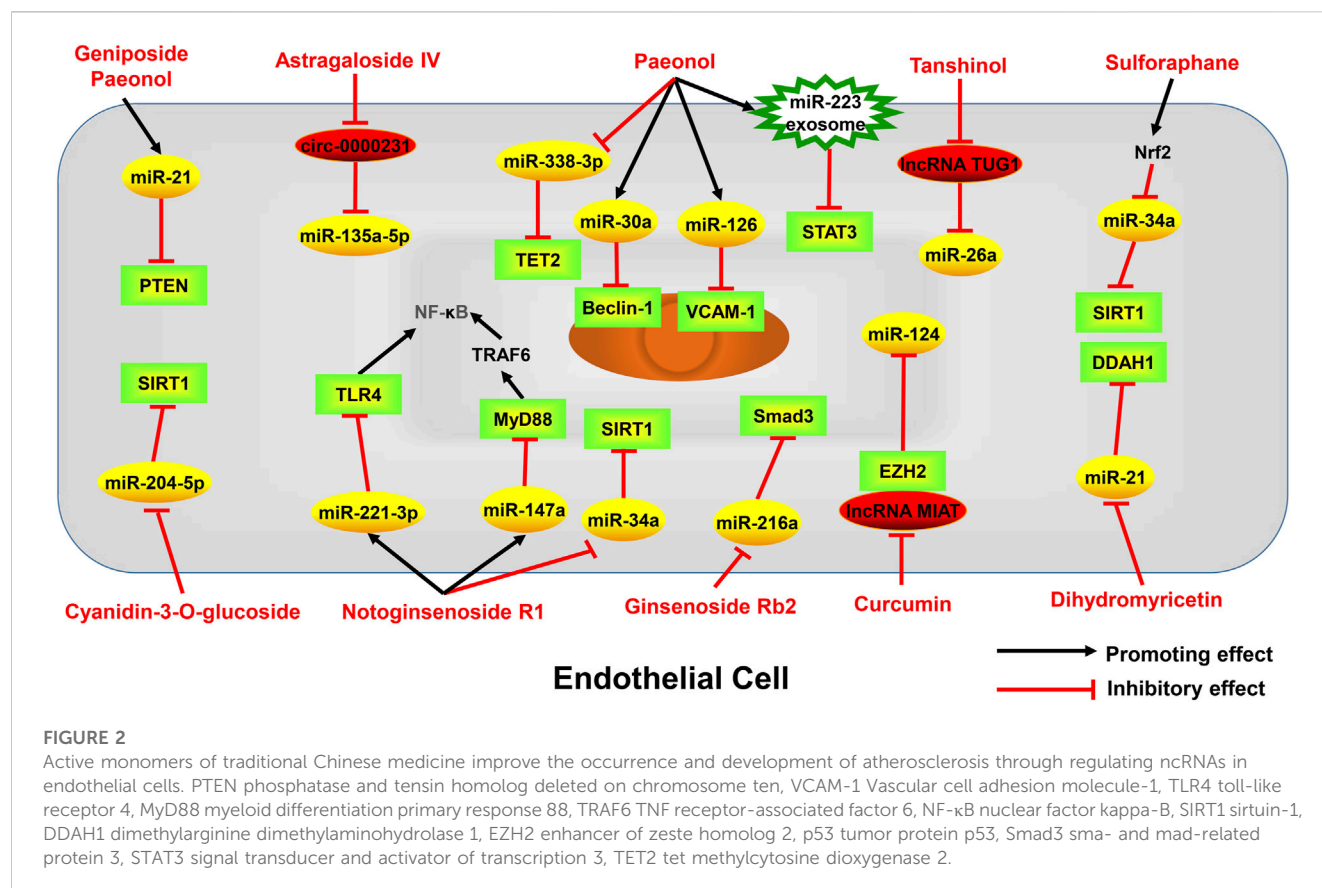 Geniposide
Paeonol
Astragaloside IV
Paeonol
Tanshinol
Sulforaphane
miR-223
exosome
circ-0000231
miR-338-3p
lncRNA TUG1
Nrf2
miR-21
miR-135a-5p
miR-30a
miR-126
STAT3
miR-34a
miR-26a
TET2
PTEN
Beclin-1
VCAM-1
SIRT1
NF-κB
TRAF6
miR-124
DDAH1
SIRT1
TLR4
MyD88
SIRT1
Smad3
EZH2
miR-204-5p
miR-221-3p
miR-147a
miR-34a
miR-216a
lncRNA MIAT
miR-21
Cyanidin-3-O-glucoside
Notoginsenoside R1
Ginsenoside Rb2
Curcumin
Dihydromyricetin
Endothelial Cell
Promoting effect
Inhibitory effect
FIGURE 2
Active monomers of traditional Chinese medicine improve the occurrence and development of atherosclerosis through regulating ncRNAs in
endothelial cells. PTEN phosphatase and tensin homolog deleted on chromosome ten, VCAM-1 Vascular cell adhesion molecule-1, TLR4 toll-like
receptor 4, MyD88 myeloid differentiation primary response 88, TRAF6 TNF receptor-associated factor 6, NF-κB nuclear factor kappa-B, SIRT1 sirtuin-1,
DDAH1 dimethylarginine dimethylaminohydrolase 1, EZH2 enhancer of zeste homolog 2, p53 tumor protein p53, Smad3 sma- and mad-related
protein 3, STAT3 signal transducer and activator of transcription 3, TET2 tet methylcytosine dioxygenase 2.